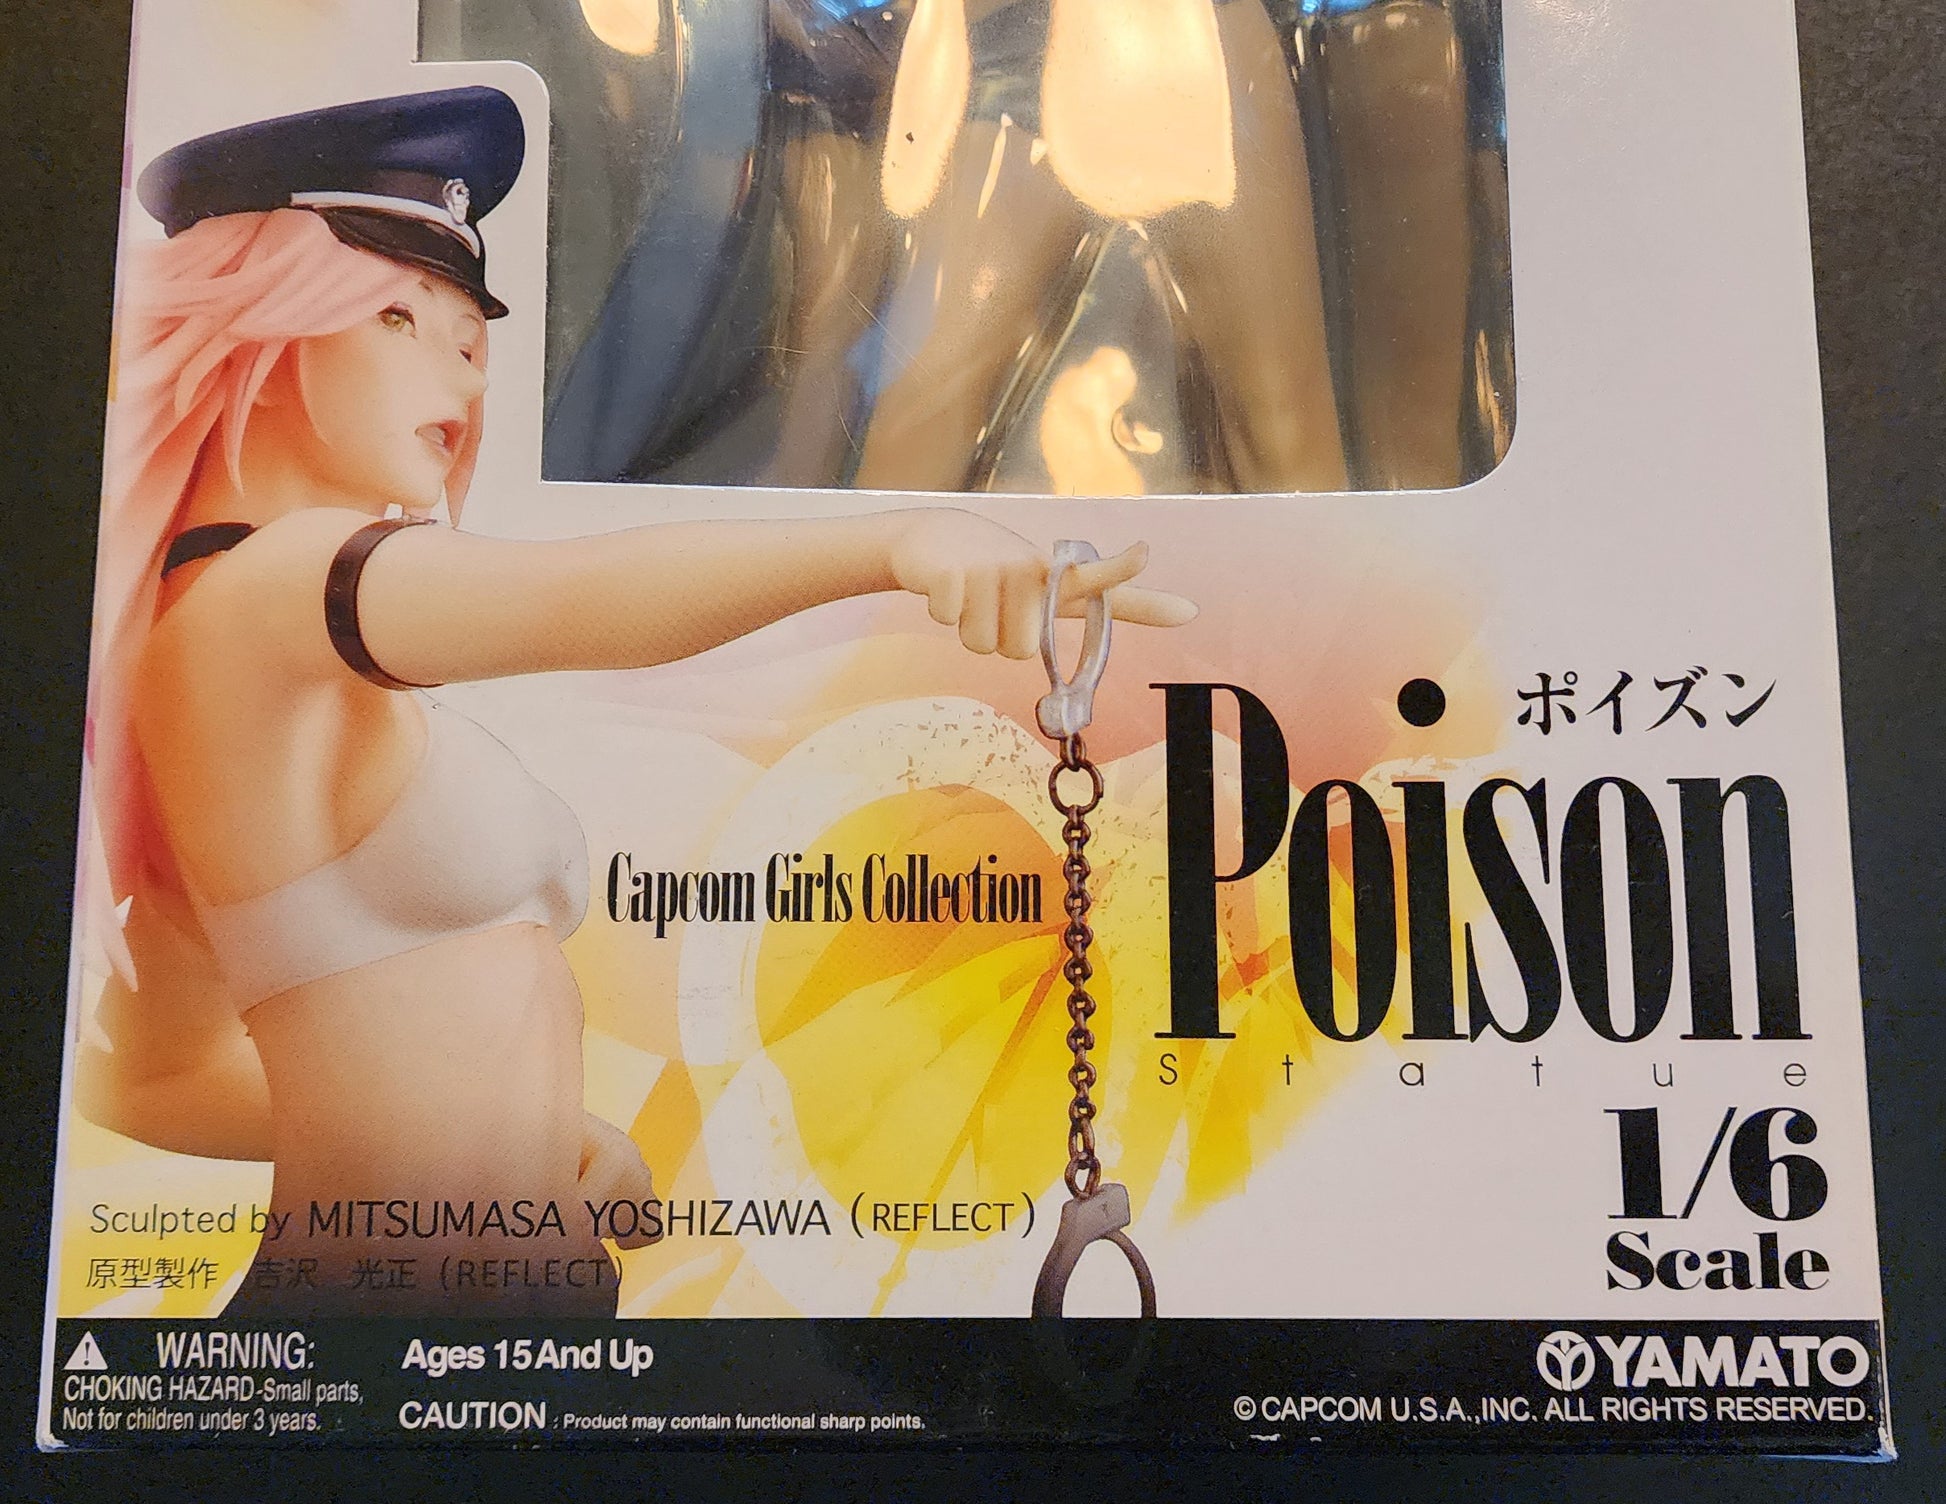 ポイズン
Poison
Statue
Capcom Girls Collection
1/6
Scale
Sculpted by MITSUMASA YOSHIZAWA (REFLECT)
原型製作 吉沢 光正 (REFLECT)
WARNING:
CHOKING HAZARD-Small parts,
Not for children under 3 years.
Ages 15 And Up
CAUTION : Product may contain functional sharp points.
YAMATO
© CAPCOM U.S.A., INC. ALL RIGHTS RESERVED.